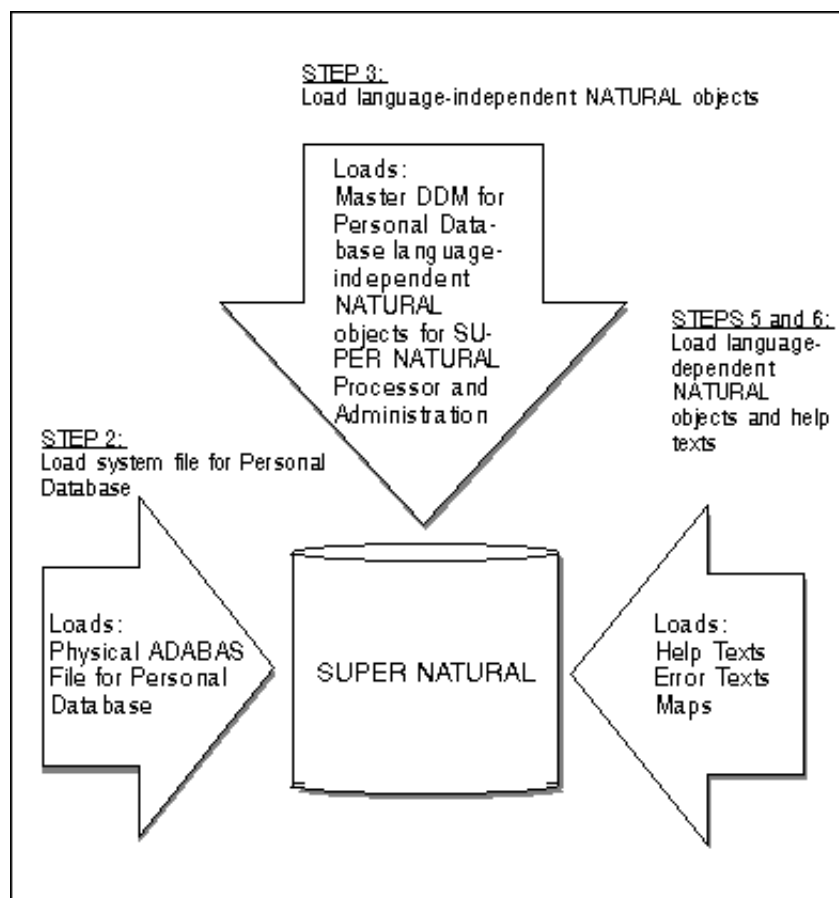 STEP 3:
Load language-independent NATURAL objects
Loads:
Master DDM for
Personal Data-
base language-
independent
NATURAL
objects for SU-
PER NATURAL
Processor and
Administration
STEPS 5 and 6:
Load language-
dependent
NATURAL
objects and help
texts
STEP 2:
Load system file for Personal
Database
Loads:
Physical ADABAS
File for Personal
Database
SUPER NATURAL
Loads:
Help Texts
Error Texts
Maps